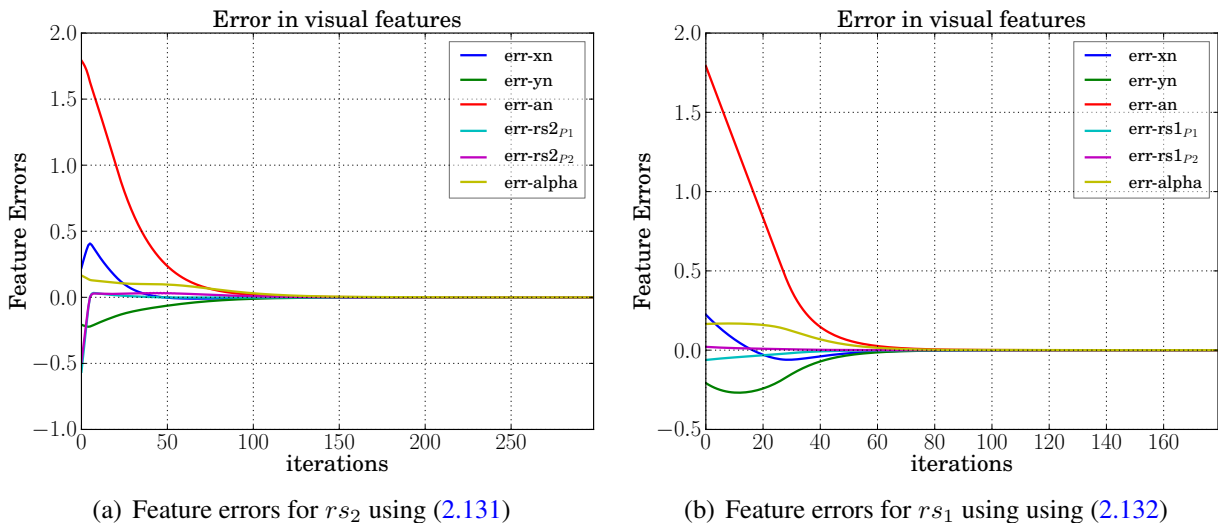 Error in visual features
2.0
1.5
1.0
0.5
0.0
−0.5
−1.0
Feature Errors
err-xn
err-yn
err-an
err-rs2P1
err-rs2P2
err-alpha
0 50 100 150 200 250
iterations
(a) Feature errors for rs2 using (2.131)
Error in visual features
2.0
1.5
1.0
0.5
0.0
−0.5
Feature Errors
err-xn
err-yn
err-an
err-rs1P1
err-rs1P2
err-alpha
0 20 40 60 80 100 120 140 160
iterations
(b) Feature errors for rs1 using using (2.132)